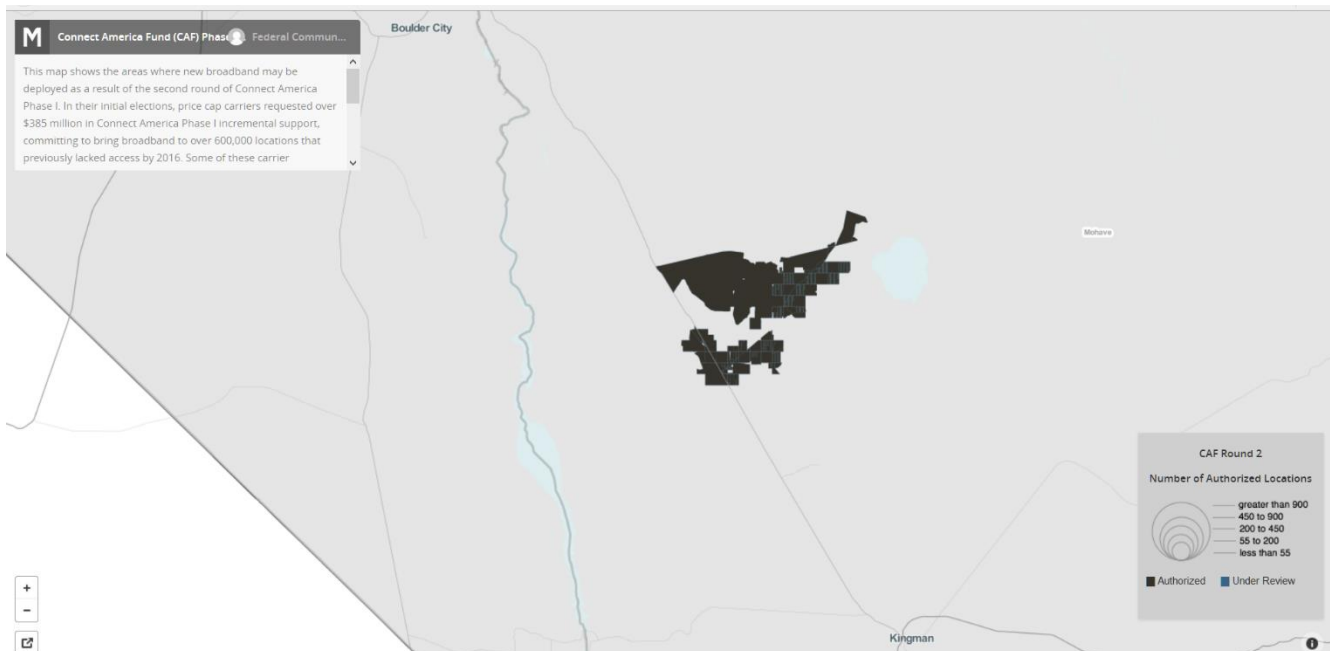 Boulder City
M Connect America Fund (CAF) Phase Federal Commun...
This map shows the areas where new broadband may be
deployed as a result of the second round of Connect America
Phase I. In their initial elections, price cap carriers requested over
$385 million in Connect America Phase I incremental support,
committing to bring broadband to over 600,000 locations that
previously lacked access by 2016. Some of these carrier
Mohave
CAF Round 2
Number of Authorized Locations
greater than 900
450 to 900
200 to 450
55 to 200
less than 55
Authorized Under Review
+
−
Kingman
i